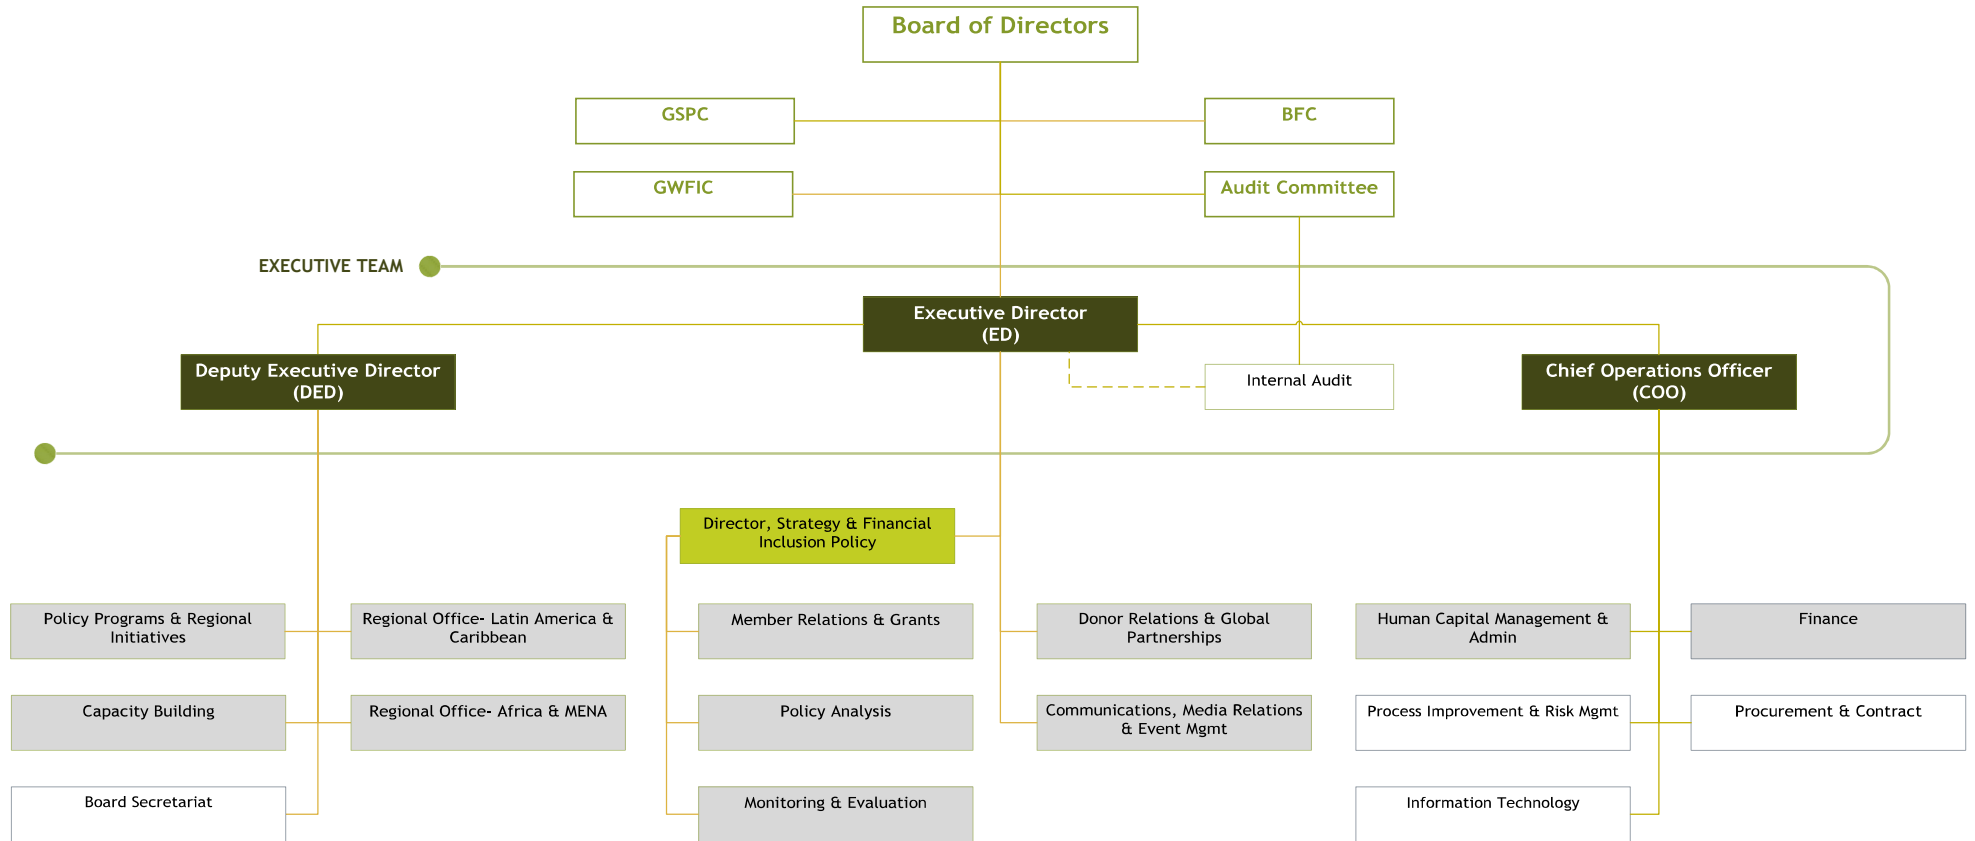 Board of Directors
GSPC
BFC
GWFIC
Audit Committee
EXECUTIVE TEAM
Executive Director
(ED)
Deputy Executive Director
(DED)
Internal Audit
Chief Operations Officer
(COO)
Director, Strategy & Financial
Inclusion Policy
Policy Programs & Regional
Initiatives
Regional Office- Latin America &
Caribbean
Member Relations & Grants
Donor Relations & Global
Partnerships
Human Capital Management &
Admin
Finance
Capacity Building
Regional Office- Africa & MENA
Policy Analysis
Communications, Media Relations
& Event Mgmt
Process Improvement & Risk Mgmt
Procurement & Contract
Board Secretariat
Monitoring & Evaluation
Information Technology